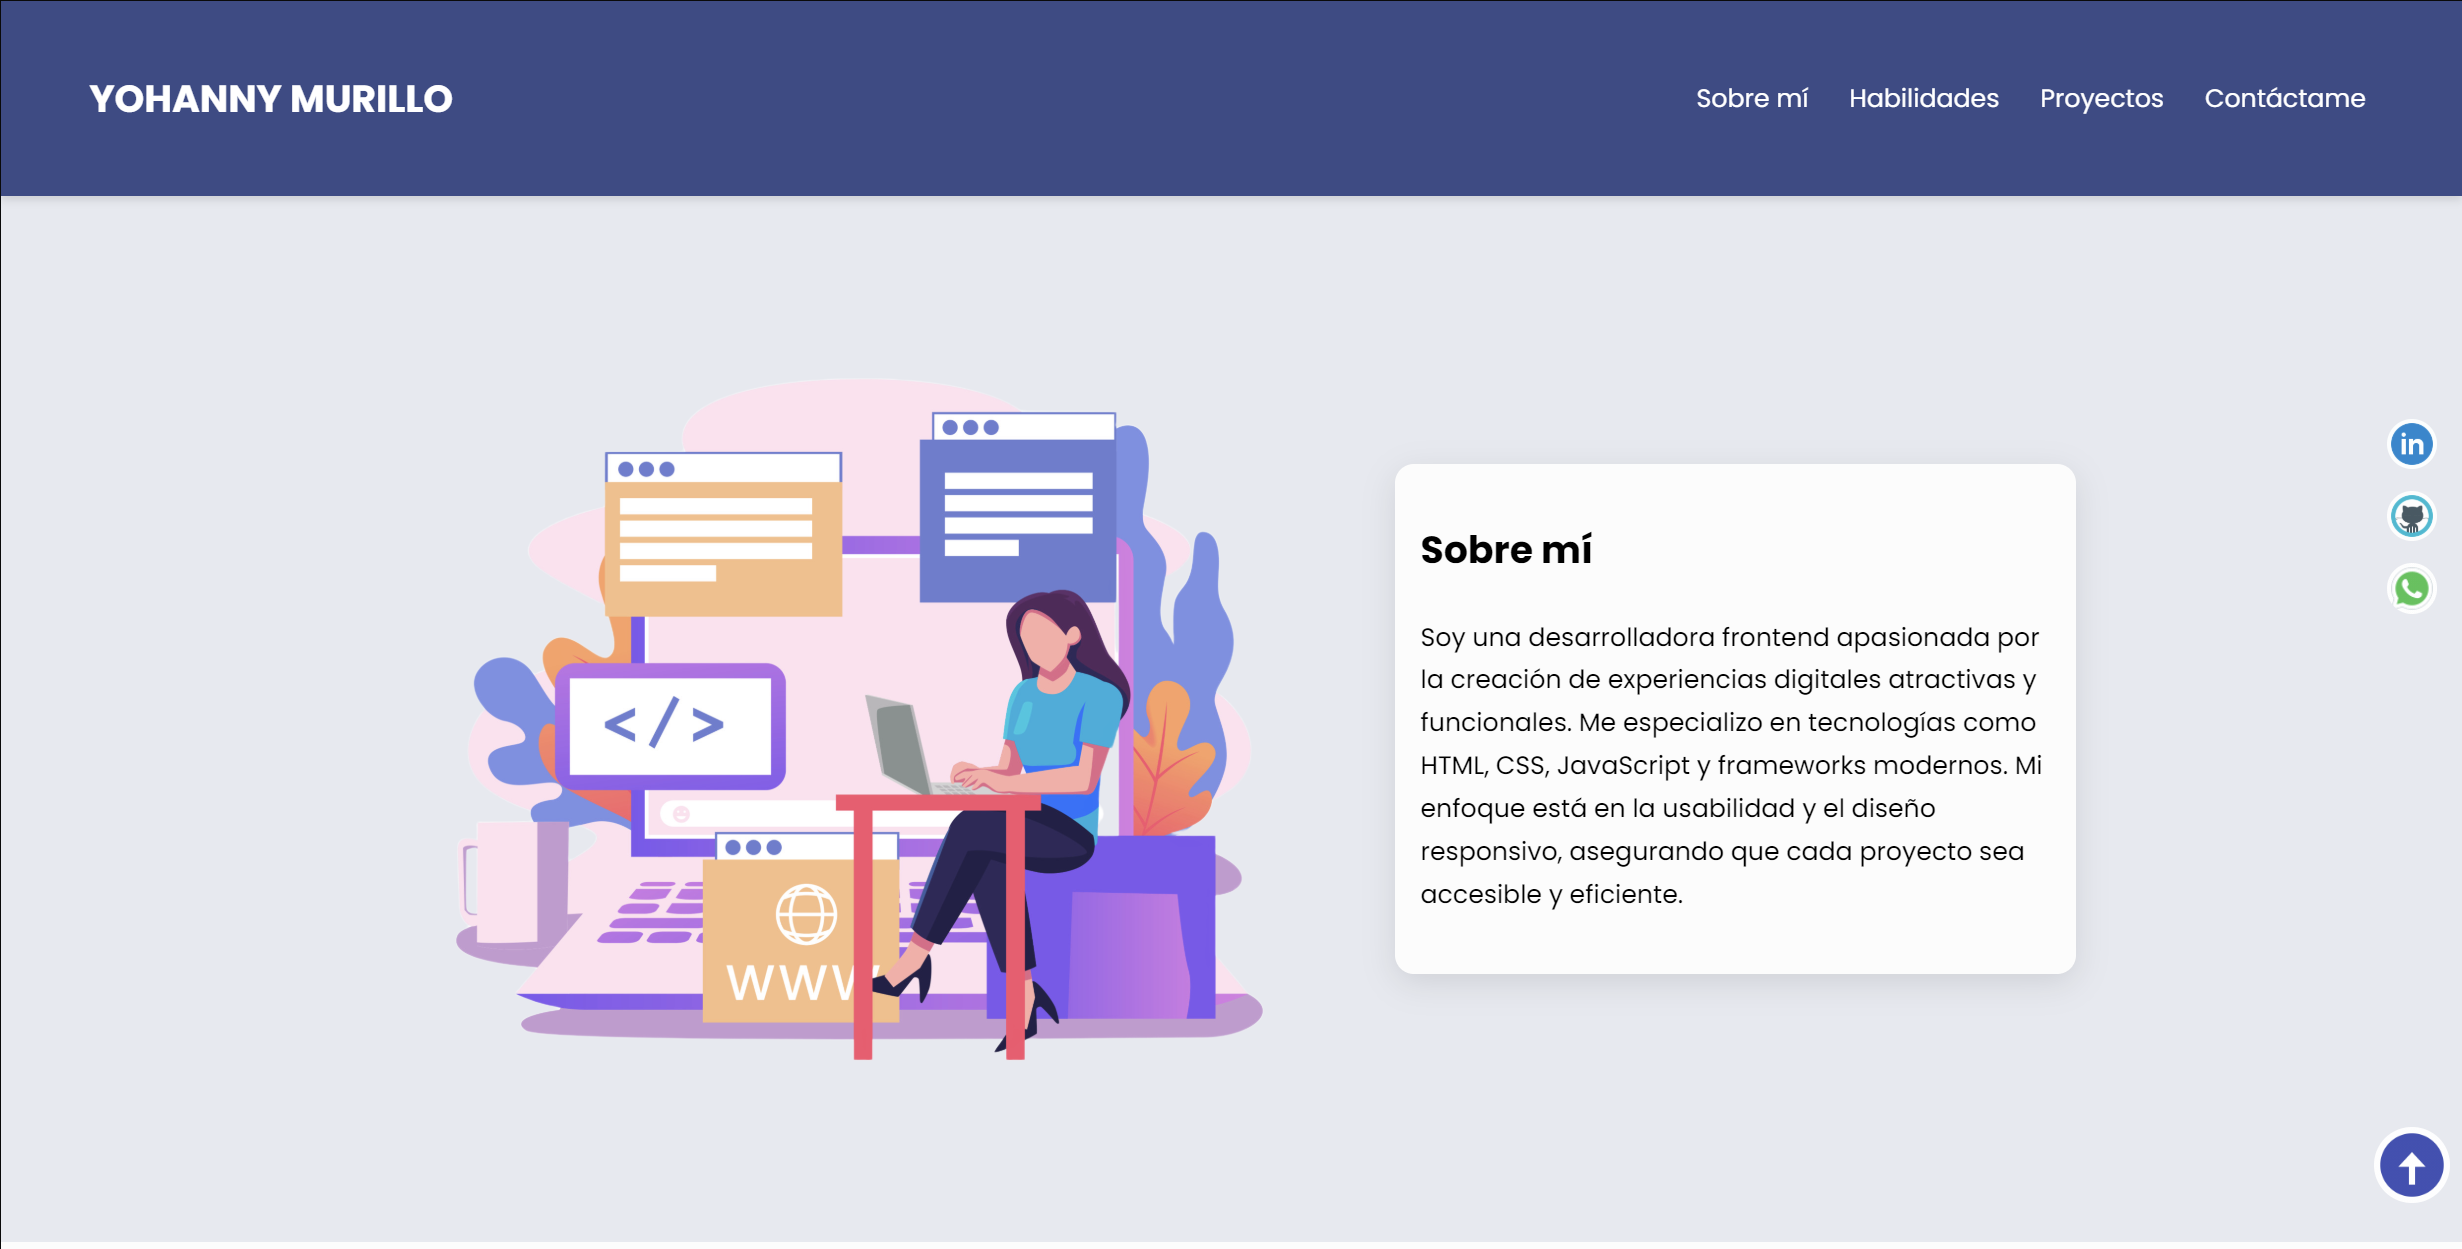 YOHANNY MURILLO
Sobre mí Habilidades Proyectos Contáctame
</>
WWW
in
Sobre mí
Soy una desarrolladora frontend apasionada por
la creación de experiencias digitales atractivas y
funcionales. Me especializo en tecnologías como
HTML, CSS, JavaScript y frameworks modernos. Mi
enfoque está en la usabilidad y el diseño
responsivo, asegurando que cada proyecto sea
accesible y eficiente.